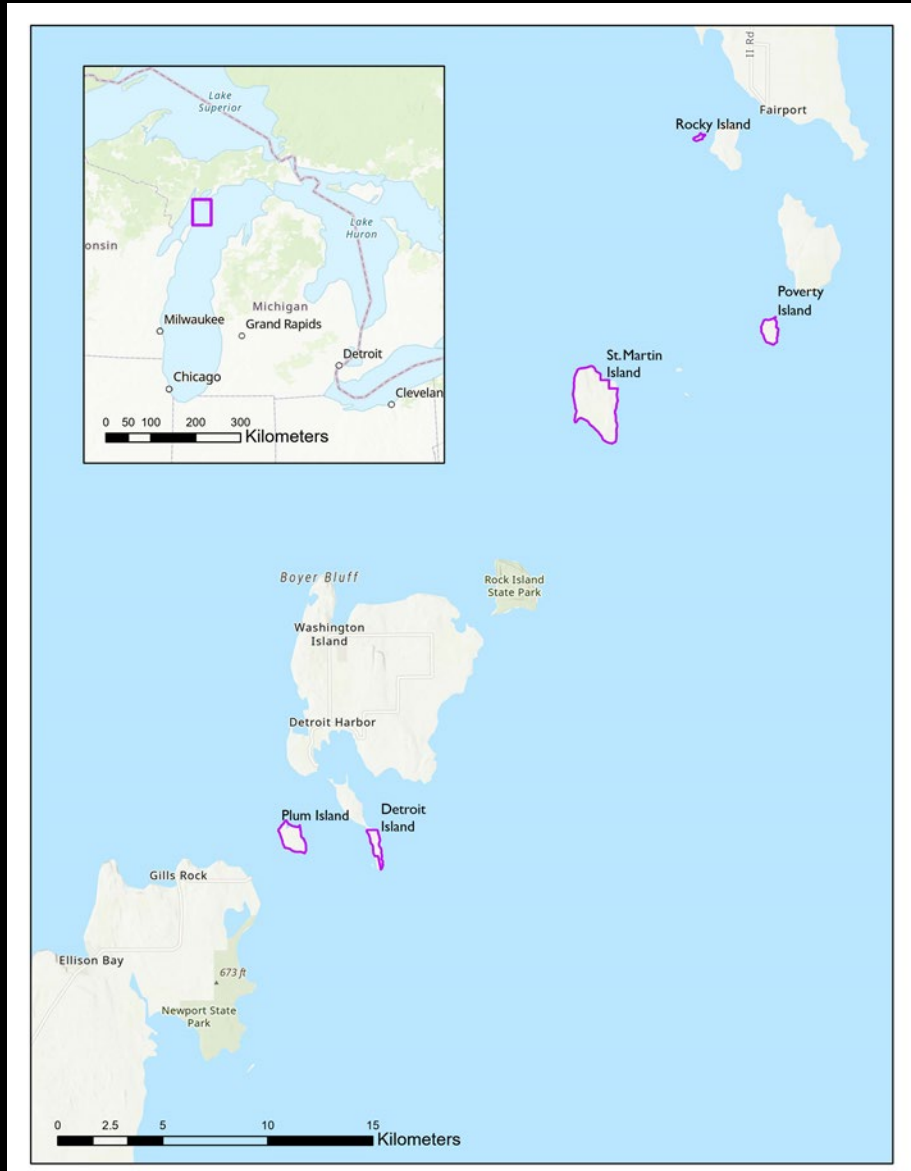 Lake
Superior
Lake
Huron
onsin
Michigan
Milwaukee
Grand Rapids
Detroit
Chicago
Clevelan
0 50 100 200 300
Kilometers
II Rd
Fairport
Rocky Island
Poverty
Island
St. Martin
Island
Boyer Bluff
Rock Island
State Park
Washington
Island
Detroit Harbor
Plum Island
Detroit
Island
Gills Rock
Ellison Bay
673 ft
Newport State
Park
0 2.5 5 10 15
Kilometers